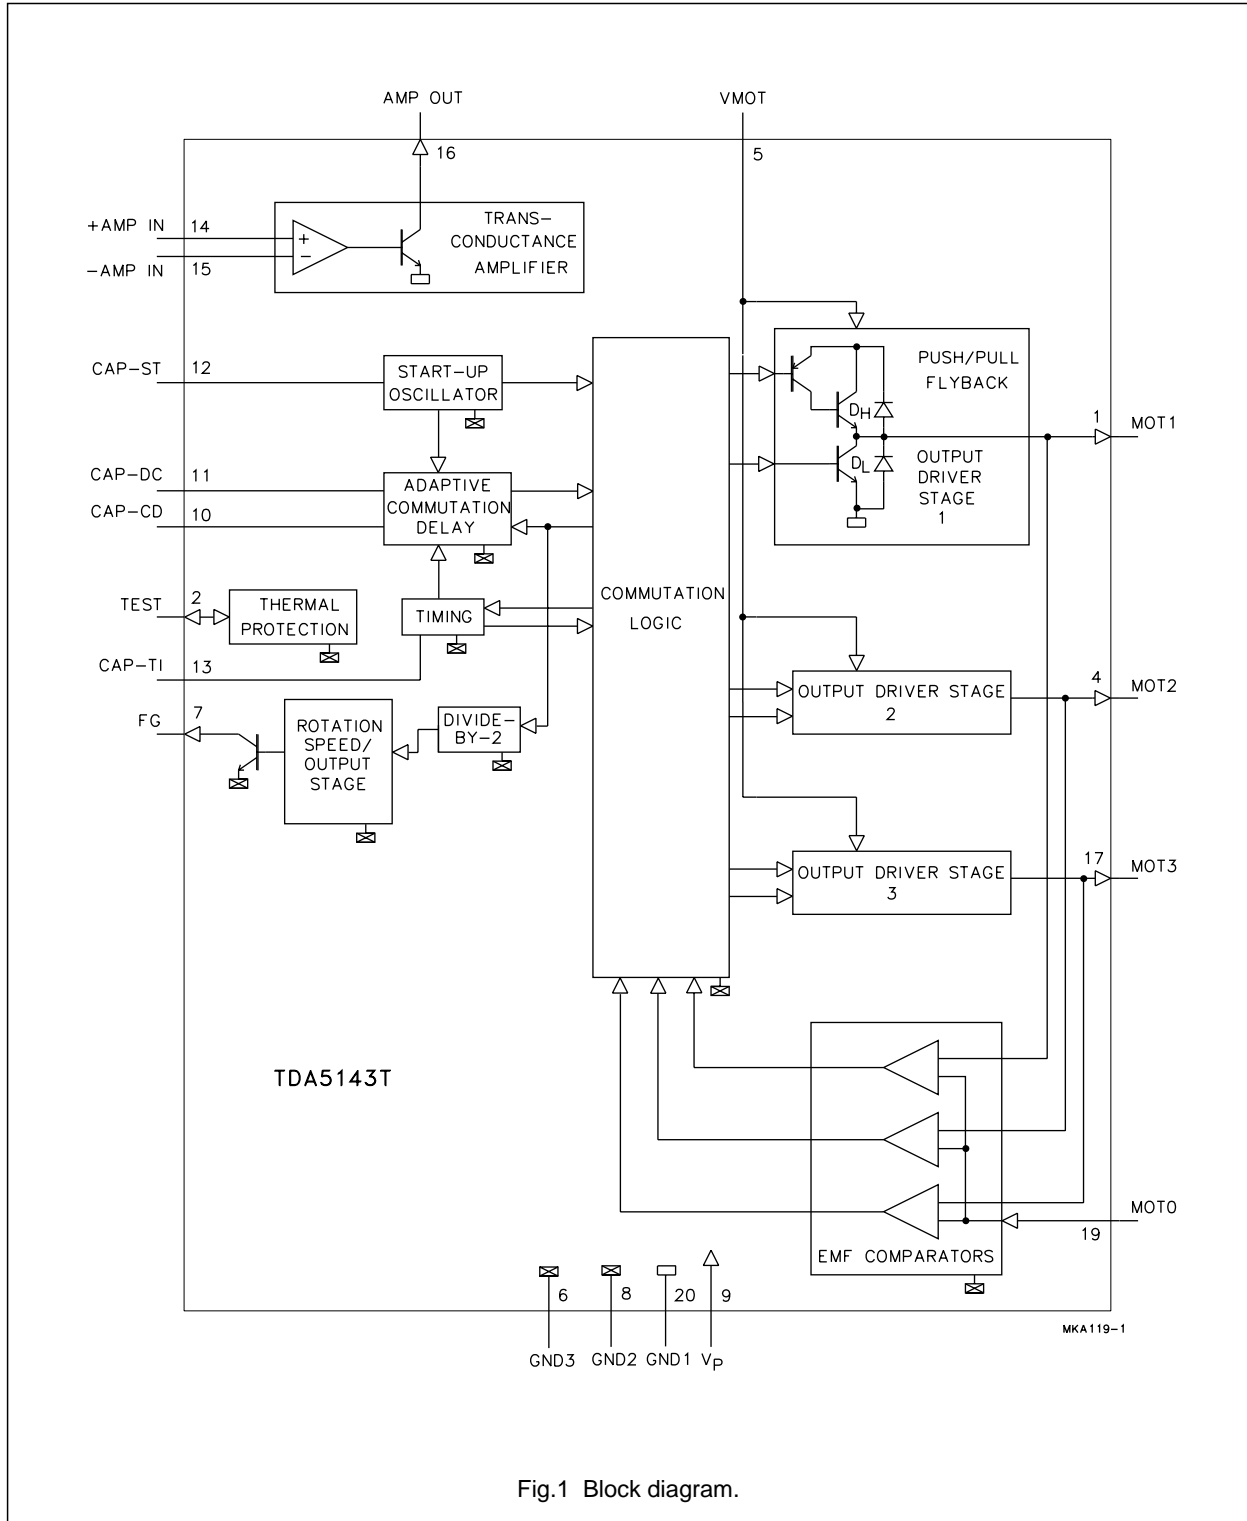 AMP OUT
VMOT
16
5
+AMP IN
14
−AMP IN
15
+
−
TRANS−
CONDUCTANCE
AMPLIFIER
CAP−ST
12
START−UP
OSCILLATOR
PUSH/PULL
FLYBACK
DH
DL
OUTPUT
DRIVER
STAGE
1
1
MOT1
CAP−DC
11
CAP−CD
10
ADAPTIVE
COMMUTATION
DELAY
TEST
2
THERMAL
PROTECTION
TIMING
COMMUTATION
LOGIC
CAP−TI
13
FG
7
ROTATION
SPEED/
OUTPUT
STAGE
DIVIDE−
BY−2
OUTPUT DRIVER STAGE
2
4
MOT2
OUTPUT DRIVER STAGE
3
17
MOT3
TDA5143T
MOT0
19
EMF COMPARATORS
6
8
20
9
GND3
GND2
GND1
VP
MKA119−1
Fig.1 Block diagram.